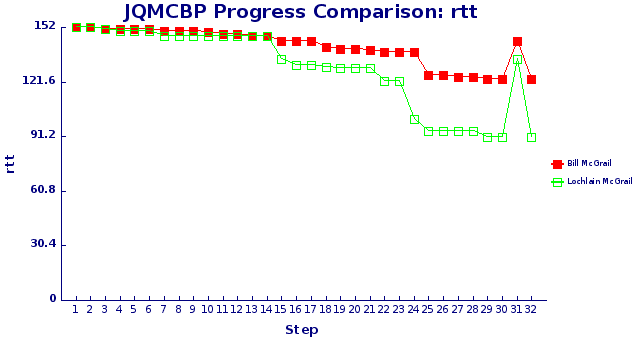 JQMCBP Progress Comparison: rtt
152
121.6
91.2
60.8
30.4
0
rtt
1 2 3 4 5 6 7 8 9 10 11 12 13 14 15 16 17 18 19 20 21 22 23 24 25 26 27 28 29 30 31 32
Step
Bill McGrail
Lochlain McGrail